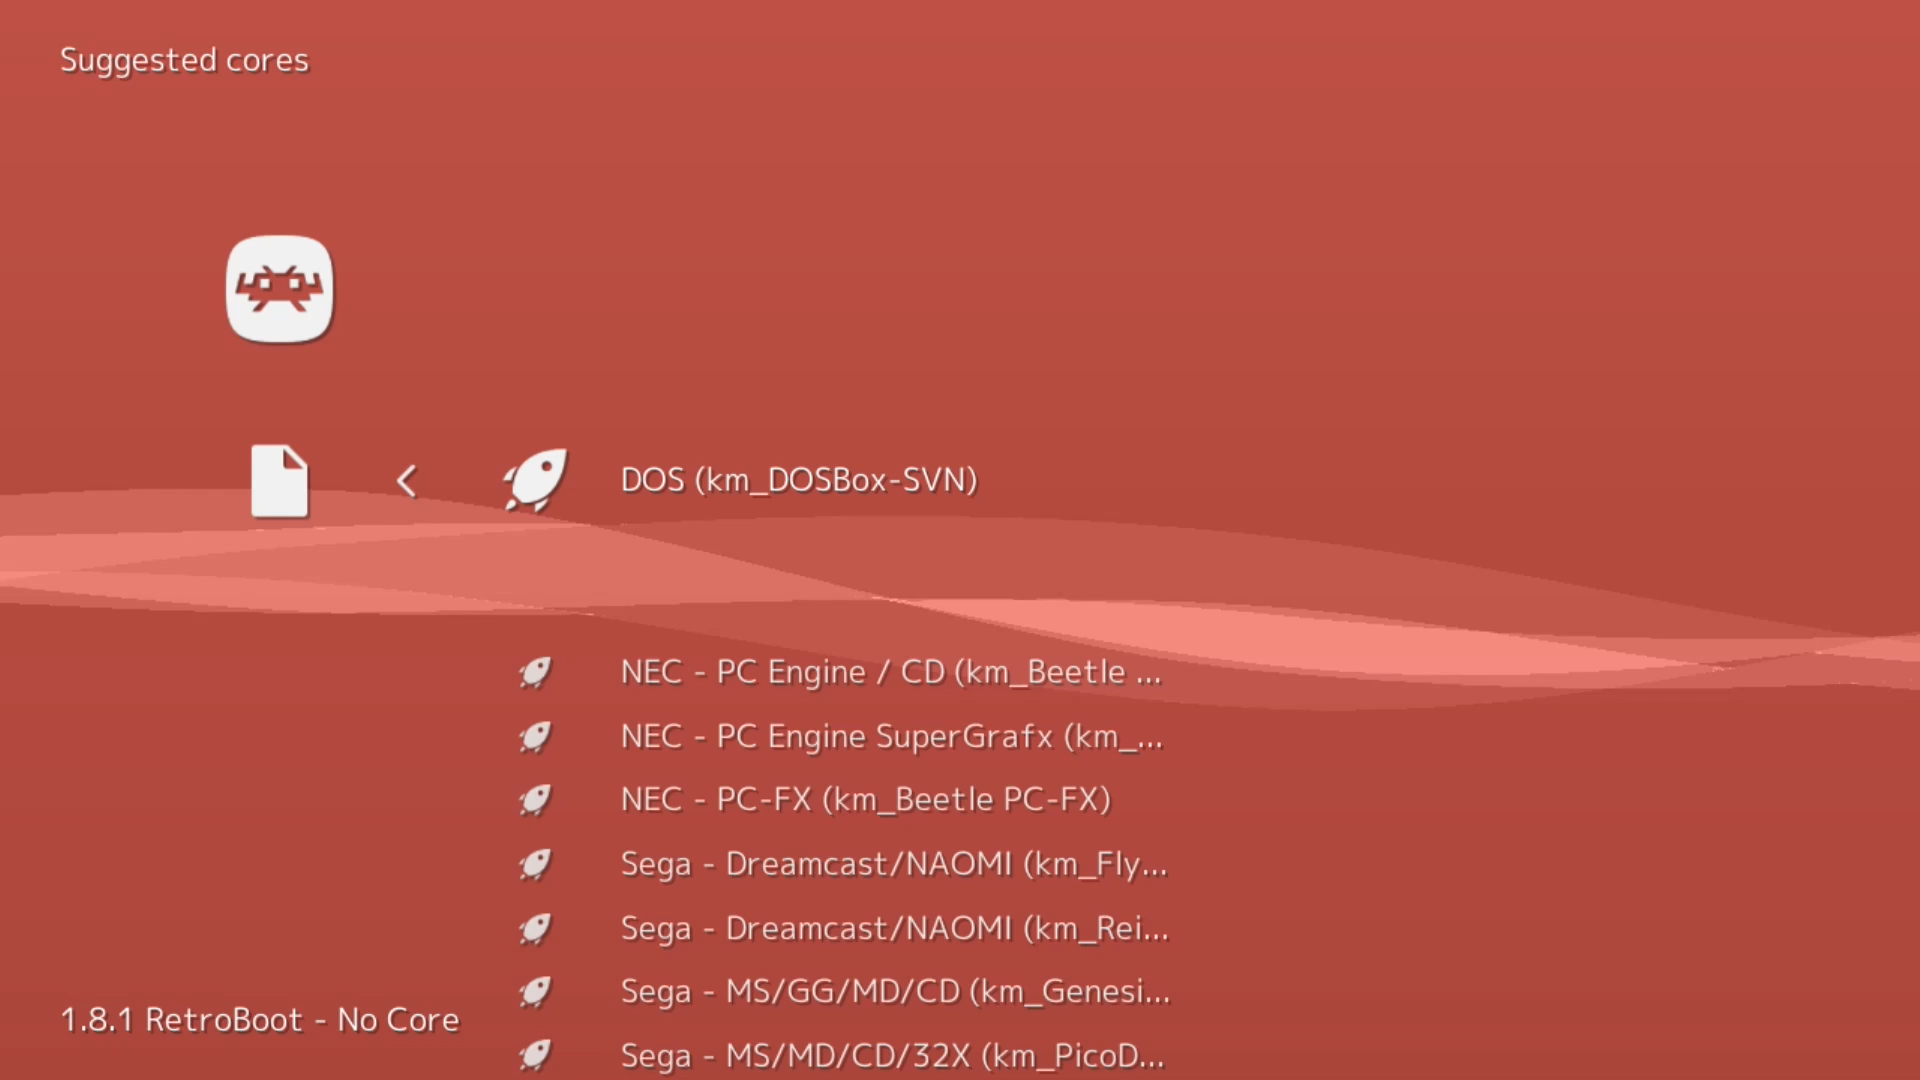 Suggested cores
DOS (km_DOSBox-SVN)
NEC - PC Engine / CD (km_Beetle ...
NEC - PC Engine SuperGrafx (km_...
NEC - PC-FX (km_Beetle PC-FX)
Sega - Dreamcast/NAOMI (km_Fly...
Sega - Dreamcast/NAOMI (km_Rei...
Sega - MS/GG/MD/CD (km_Genesi...
Sega - MS/MD/CD/32X (km_PicoD...
1.8.1 RetroBoot - No Core